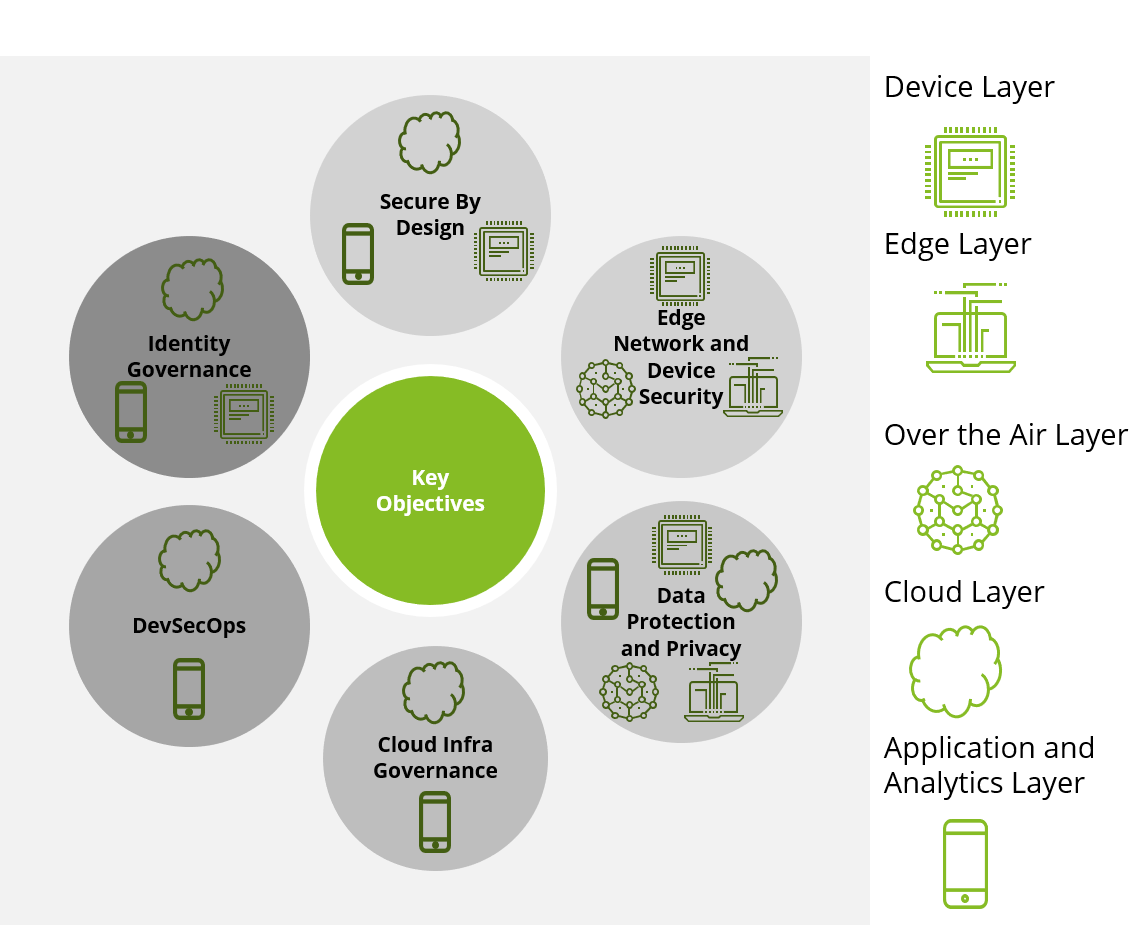 Secure By
Design
Identity
Governance
Edge
Network and
Device
Security
Key
Objectives
DevSecOps
Data
Protection
and Privacy
Cloud Infra
Governance
Device Layer
Edge Layer
Over the Air Layer
Cloud Layer
Application and
Analytics Layer